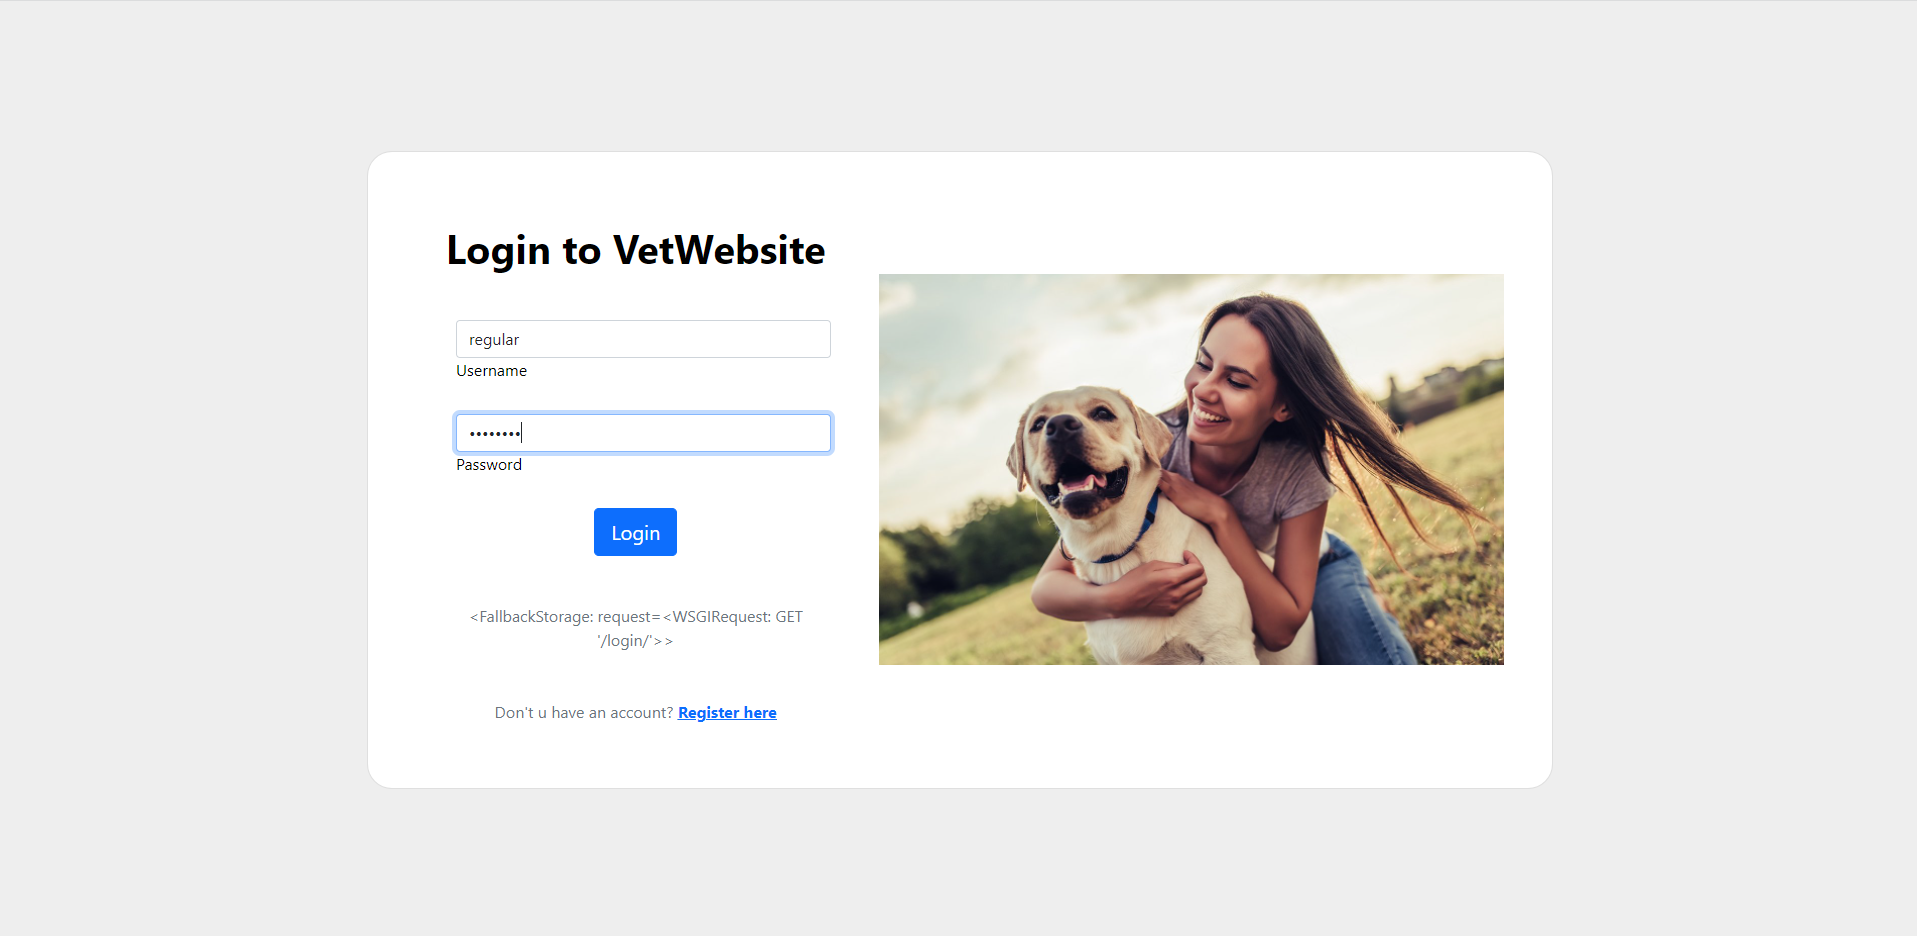 Login to VetWebsite
regular
Username
••••••••
Password
Login
<FallbackStorage: request=<WSGIRequest: GET
'/login/'>>
Don't u have an account? Register here